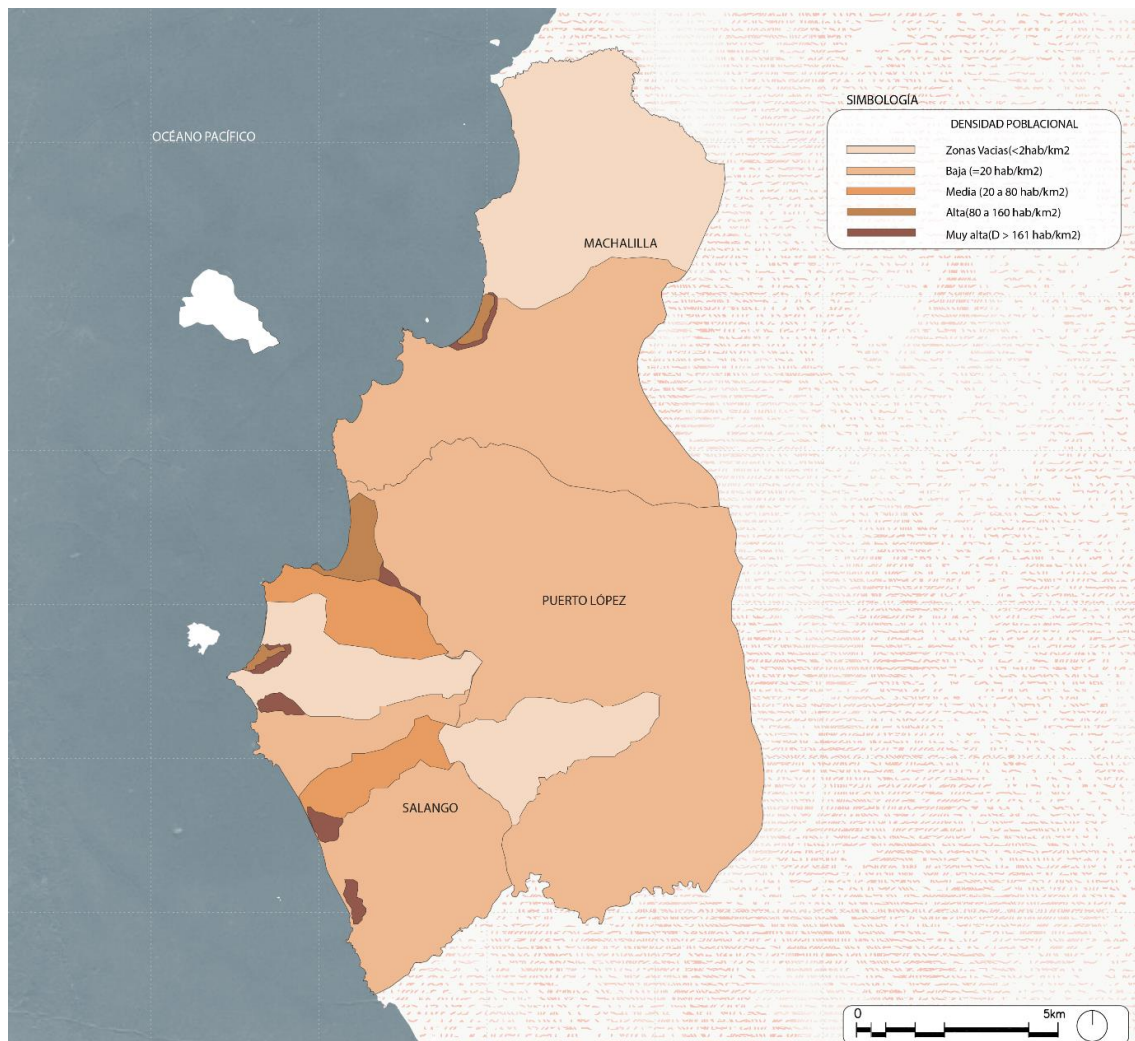 OCÉANO PACÍFICO
SIMBOLOGÍA
DENSIDAD POBLACIONAL
Zonas Vacias(<2hab/km2
Baja (=20 hab/km2)
Media (20 a 80 hab/km2)
Alta(80 a 160 hab/km2)
Muy alta(D > 161 hab/km2)
MACHALILLA
PUERTO LÓPEZ
SALANGO
0 5km